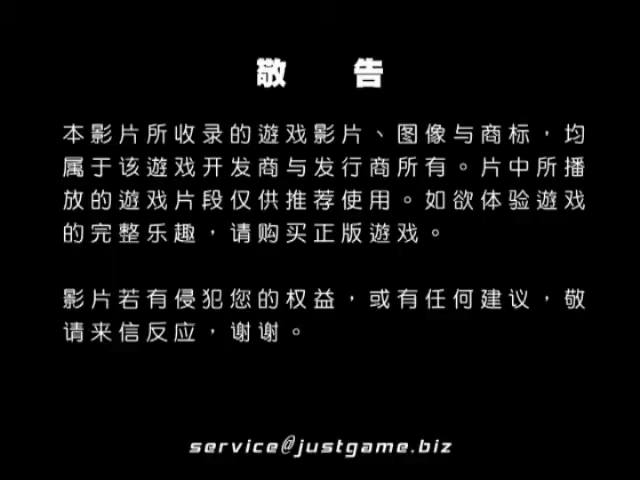 敬 告
本影片所收录的遊戏影片、图像与商标，均
属于该遊戏开发商与发行商所有。片中所播
放的遊戏片段仅供推荐使用。如欲体验遊戏
的完整乐趣，请购买正版遊戏。
影片若有侵犯您的权益，或有任何建议，敬
请来信反应，谢谢。
service@justgame.biz